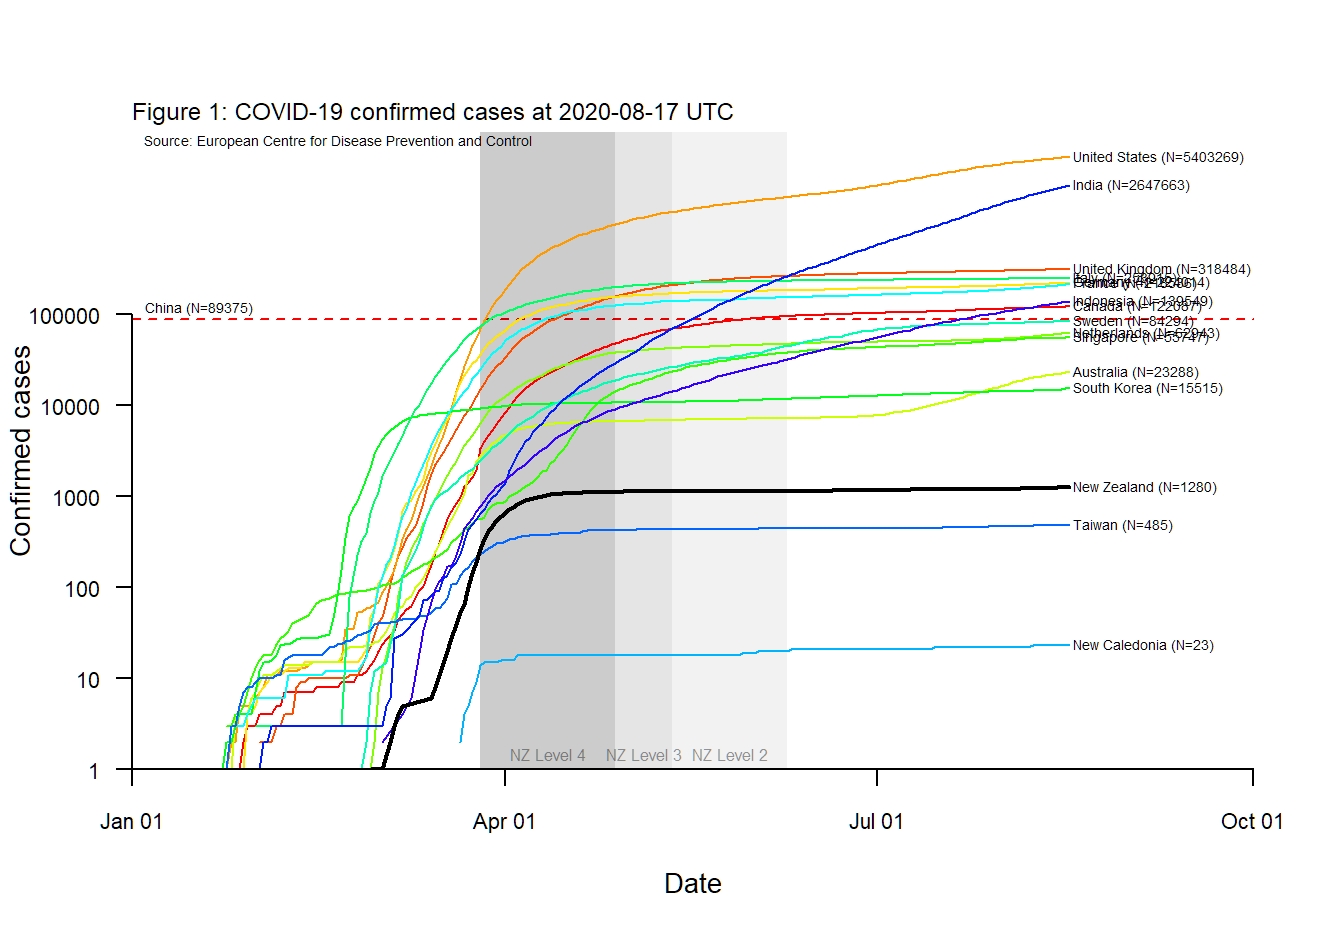 Figure 1: COVID-19 confirmed cases at 2020-08-17 UTC
Source: European Centre for Disease Prevention and Control
United States (N=5403269)
India (N=2647663)
United Kingdom (N=318484)
China (N=89375)
Indonesia (N=139549)
Canada (N=122087)
Sweden (N=84294)
Netherlands (N=62943)
Singapore (N=55747)
Australia (N=23288)
South Korea (N=15515)
New Zealand (N=1280)
Taiwan (N=485)
New Caledonia (N=23)
Confirmed cases
100000
10000
1000
100
10
1
NZ Level 4 NZ Level 3 NZ Level 2
Jan 01 Apr 01 Jul 01 Oct 01
Date